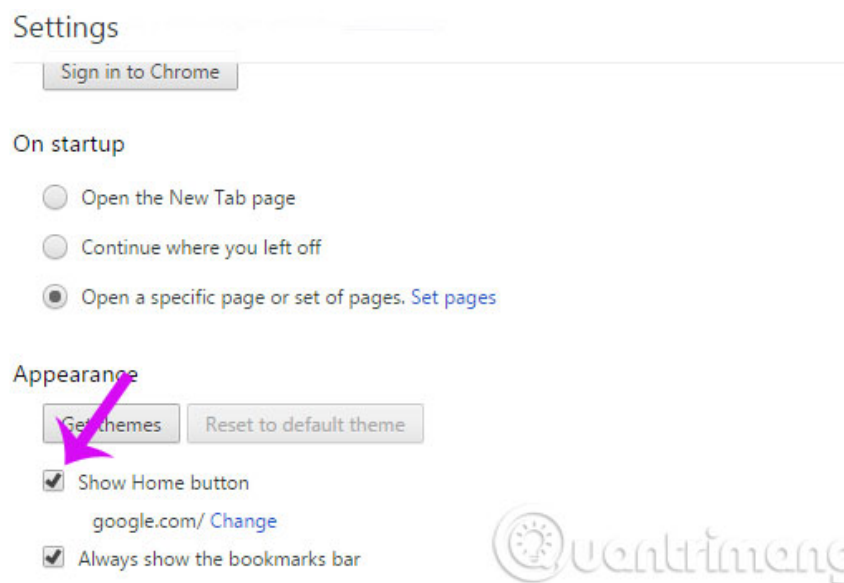 Settings
Sign in to Chrome
On startup
Open the New Tab page
Continue where you left off
Open a specific page or set of pages. Set pages
Appearance
Get themes Reset to default theme
Show Home button
google.com/ Change
Always show the bookmarks bar
Quantrimang